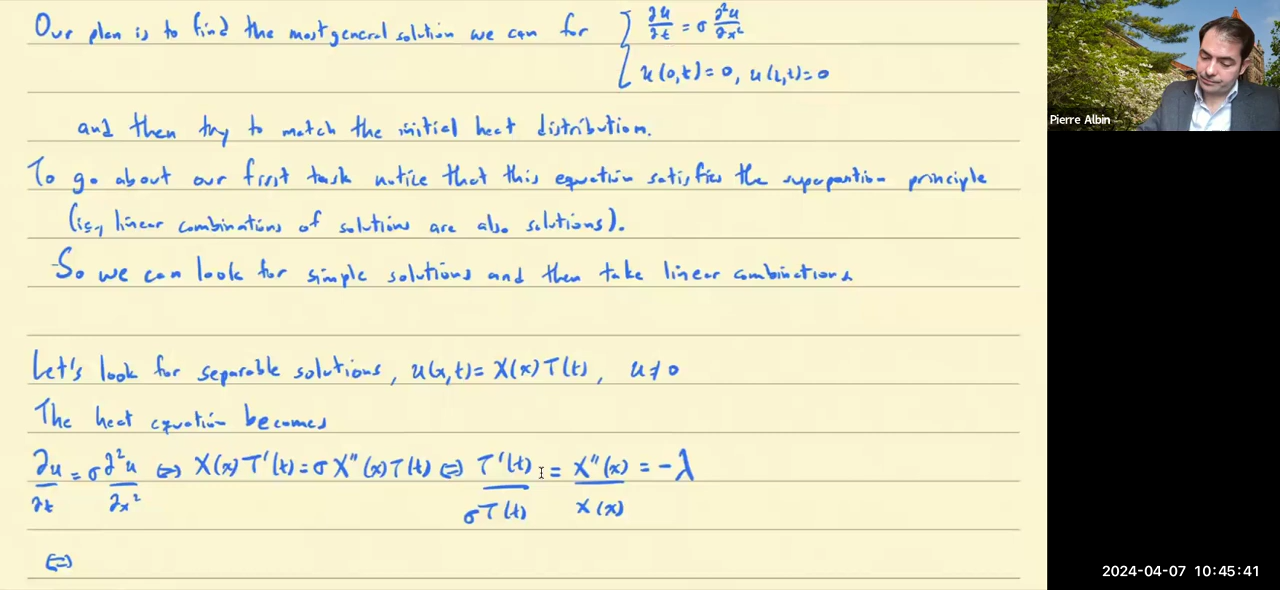 Our plan is to find the most general solution we can for { ∂u/∂t = σ ∂²u/∂x²
u(0,t)=0, u(L,t)=0
and then try to match the initial heat distribution.
To go about our first task notice that this equation satisfies the superposition principle
(i.e., linear combinations of solutions are also solutions).
So we can look for simple solutions and then take linear combinations
Let's look for separable solutions, u(x,t)= X(x)T(t), u≠0
The heat equation becomes
∂u/∂t = σ ∂²u/∂x² ⇔ X(x)T'(t)=σX''(x)T(t) ⇔ T'(t)/σT(t) = X''(x)/X(x) = -λ
⇔
Pierre Albin
2024-04-07 10:45:41